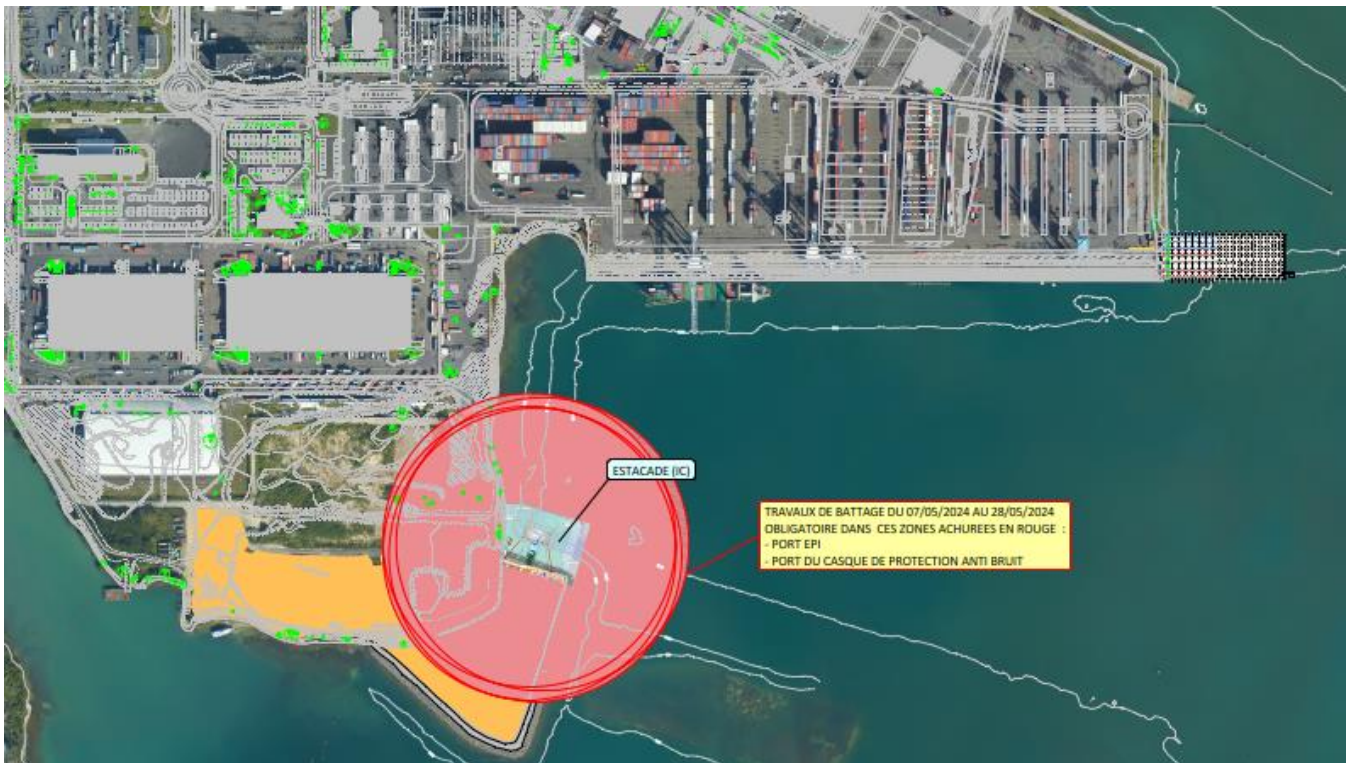 ESTACADE (IC)
TRAVAUX DE BATTAGE DU 07/05/2024 AU 28/05/2024
OBLIGATOIRE DANS CES ZONES ACHUREES EN ROUGE :
- PORT EPI
- PORT DU CASQUE DE PROTECTION ANTI BRUIT